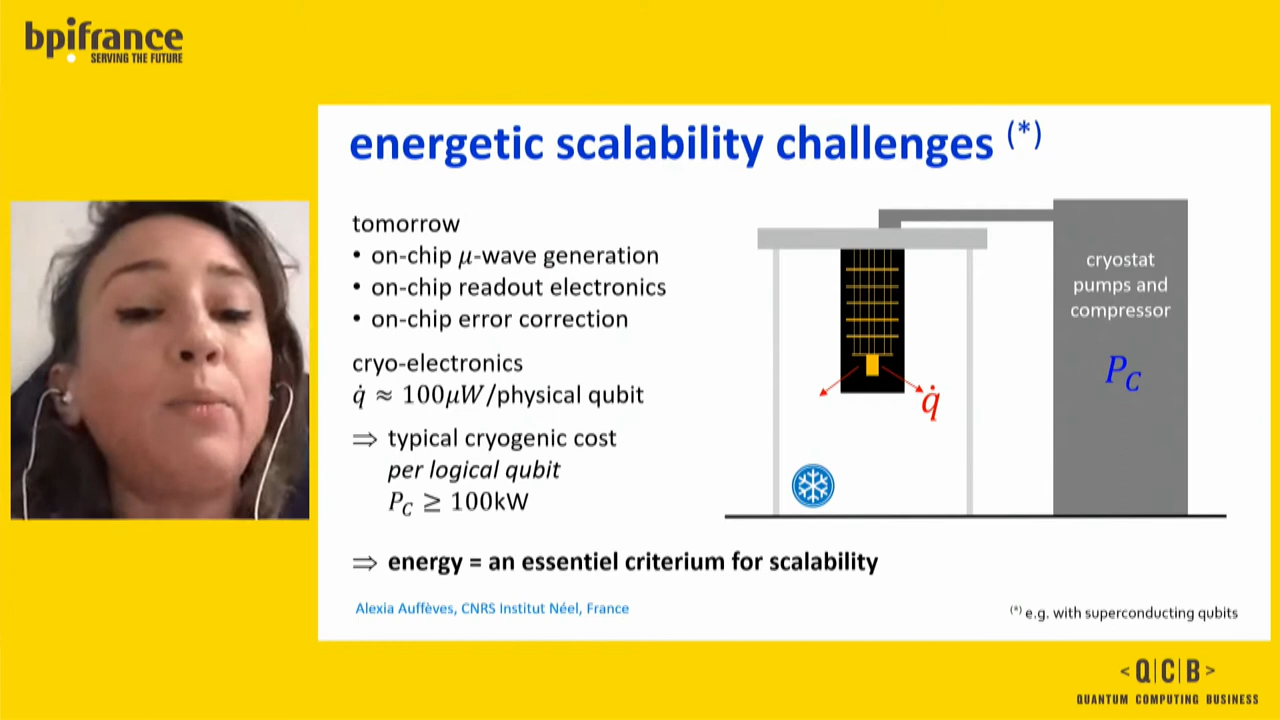 bpifrance
SERVING THE FUTURE
energetic scalability challenges (*)
tomorrow
• on-chip μ-wave generation
• on-chip readout electronics
• on-chip error correction
cryo-electronics
q̇ ≈ 100μW/physical qubit
⇒ typical cryogenic cost
per logical qubit
P_C ≥ 100kW
⇒ energy = an essentiel criterium for scalability
Alexia Auffèves, CNRS Institut Néel, France
cryostat
pumps and
compressor
P_C
q̇
(*) e.g. with superconducting qubits
<Q|C|B>
QUANTUM COMPUTING BUSINESS